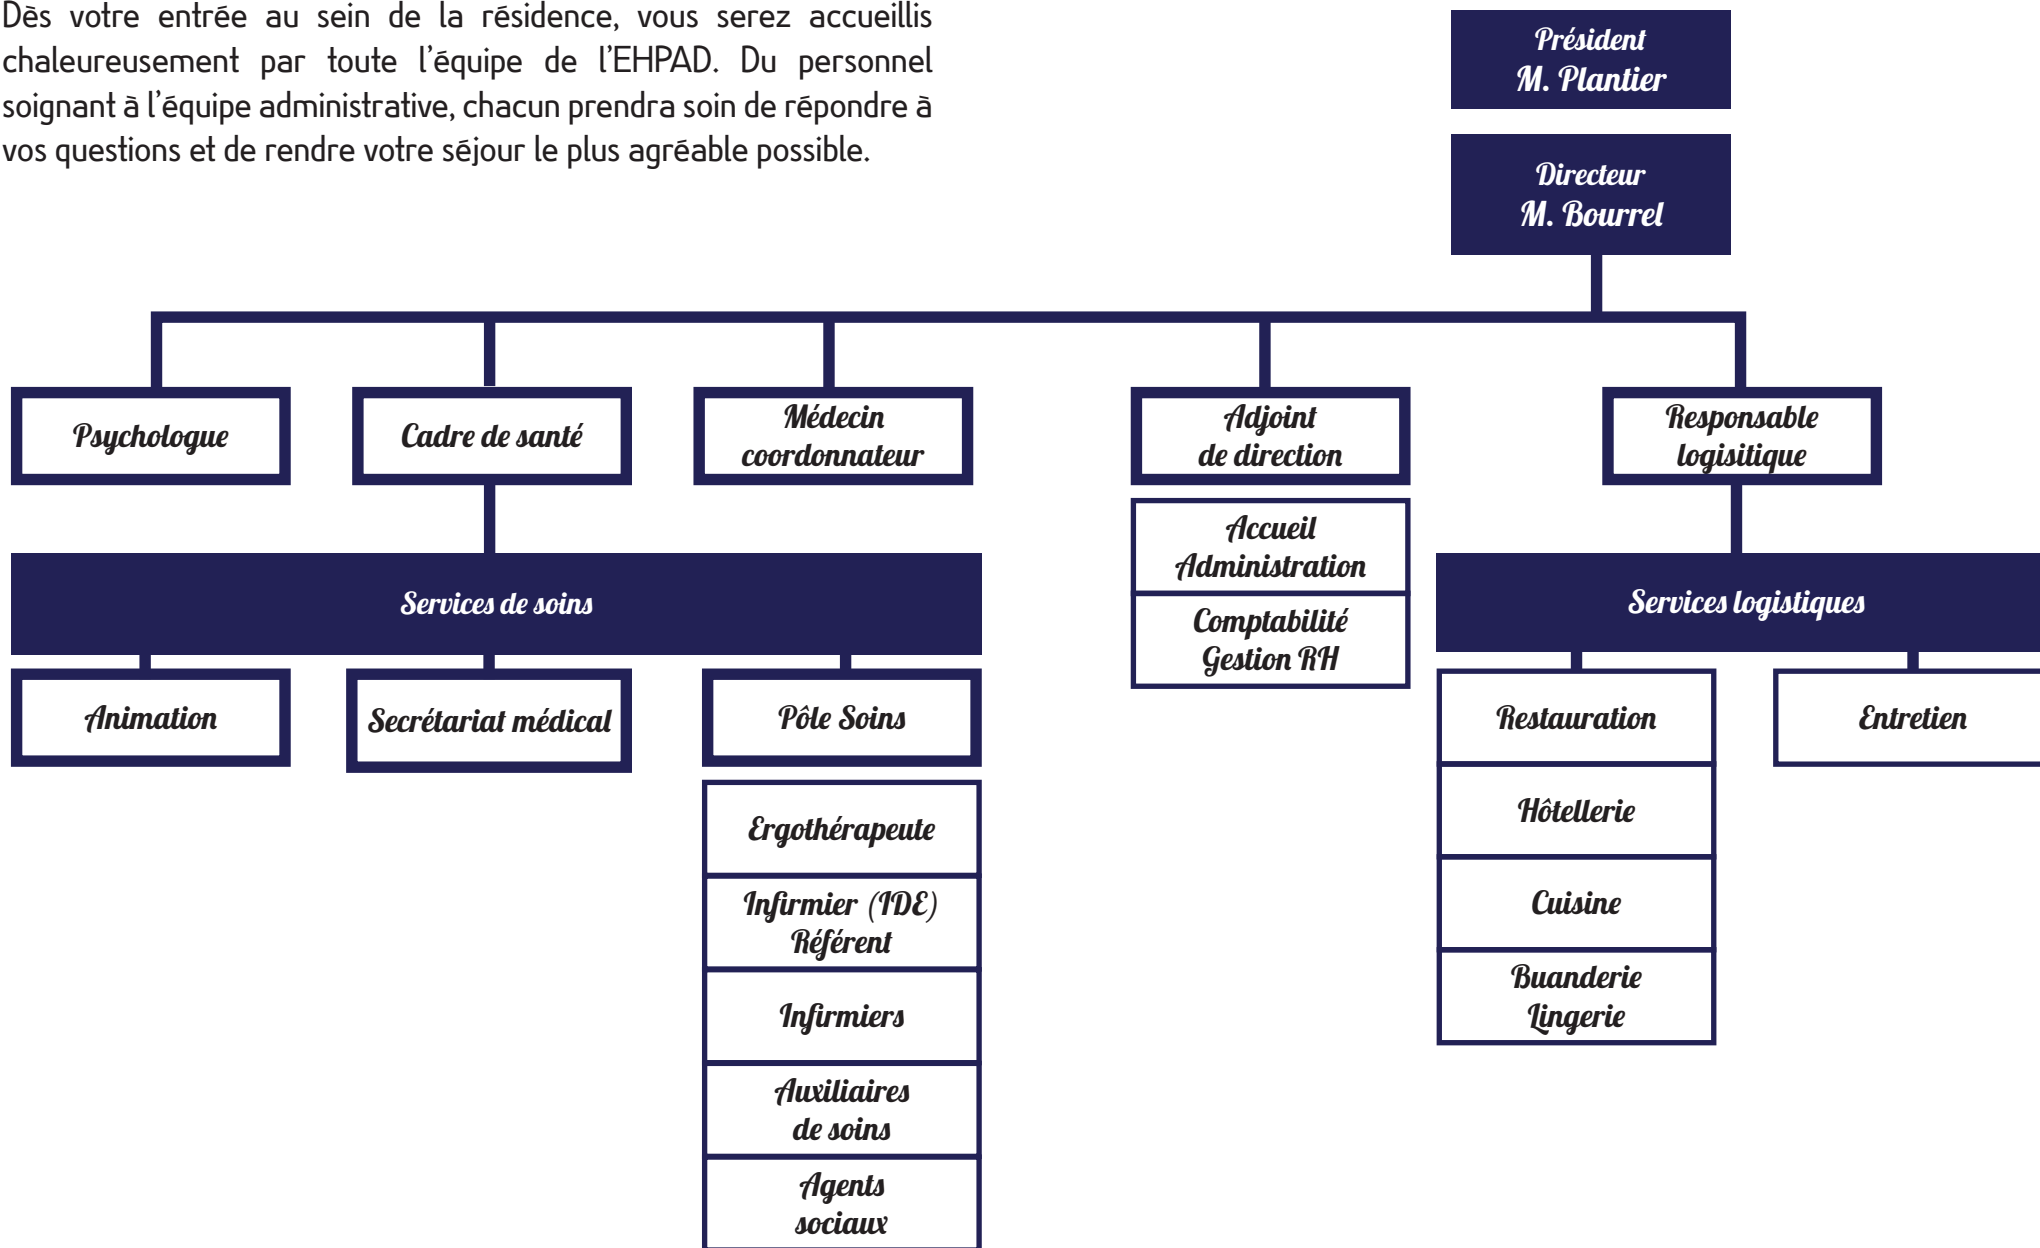 Dès votre entrée au sein de la résidence, vous serez accueillis
chaleureusement par toute l’équipe de l’EHPAD. Du personnel
soignant à l’équipe administrative, chacun prendra soin de répondre à
vos questions et de rendre votre séjour le plus agréable possible.
Président
M. Plantier
Directeur
M. Bourrel
Psychologue
Cadre de santé
Médecin
coordonnateur
Adjoint
de direction
Responsable
logisitique
Accueil
Administration
Comptabilité
Gestion RH
Services de soins
Services logistiques
Animation
Secrétariat médical
Pôle Soins
Restauration
Entretien
Ergothérapeute
Infirmier (IDE)
Référent
Infirmiers
Auxiliaires
de soins
Agents
sociaux
Hôtellerie
Cuisine
Buanderie
Lingerie